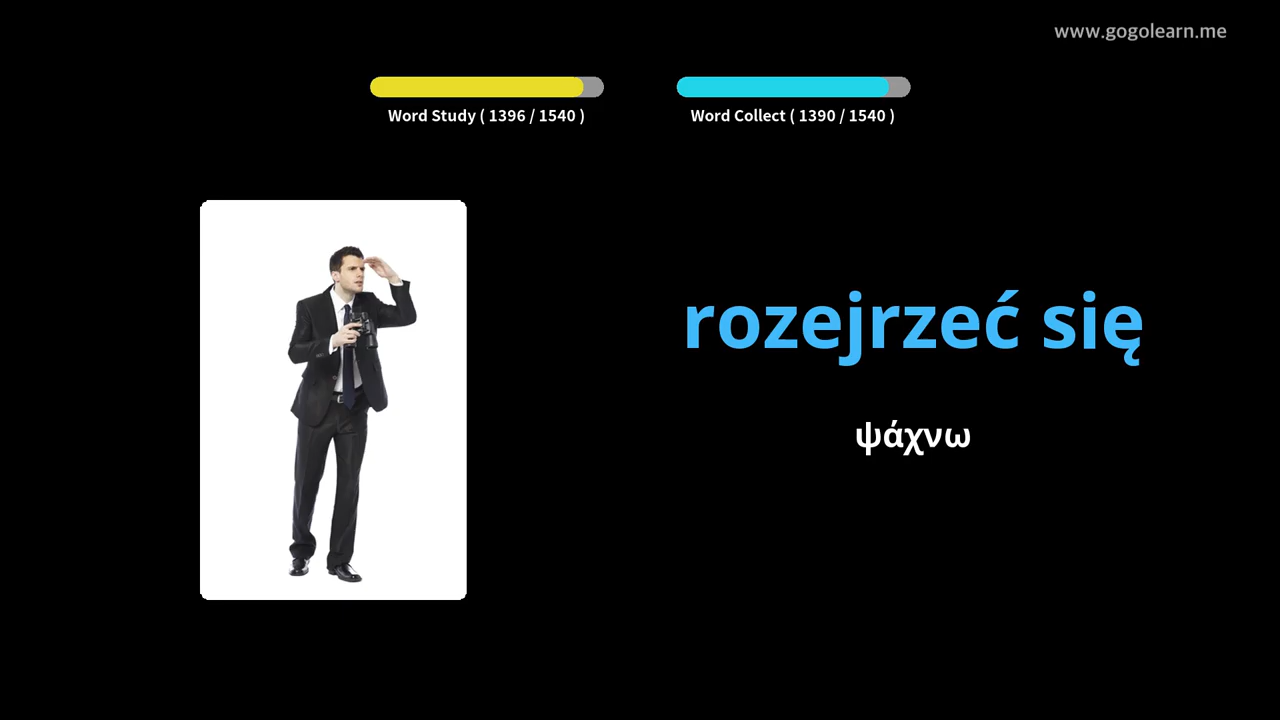 www.gogolearn.me
Word Study ( 1396 / 1540 )
Word Collect ( 1390 / 1540 )
rozejrzeć się
ψάχνω